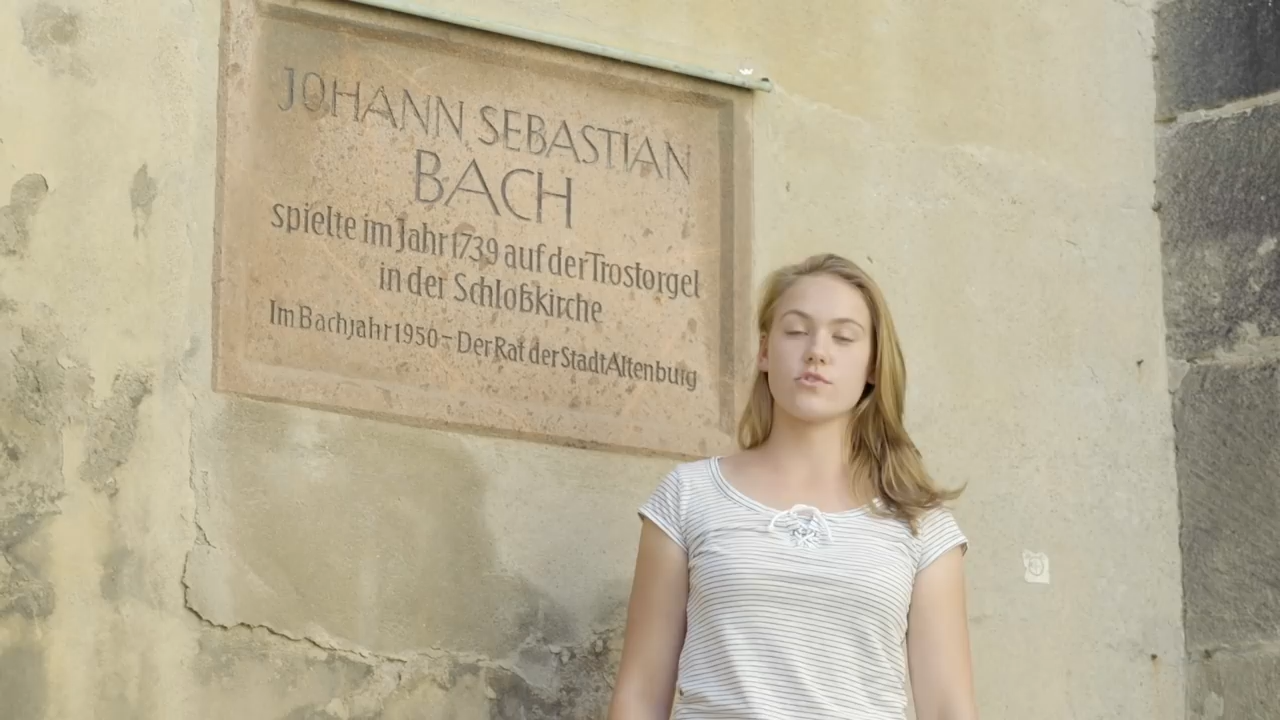 JOHANN SEBASTIAN
BACH
spielte im Jahr 1739 auf der Trostorgel
in der Schloßkirche
Im Bachjahr 1950 - Der Rat der Stadt Altenburg